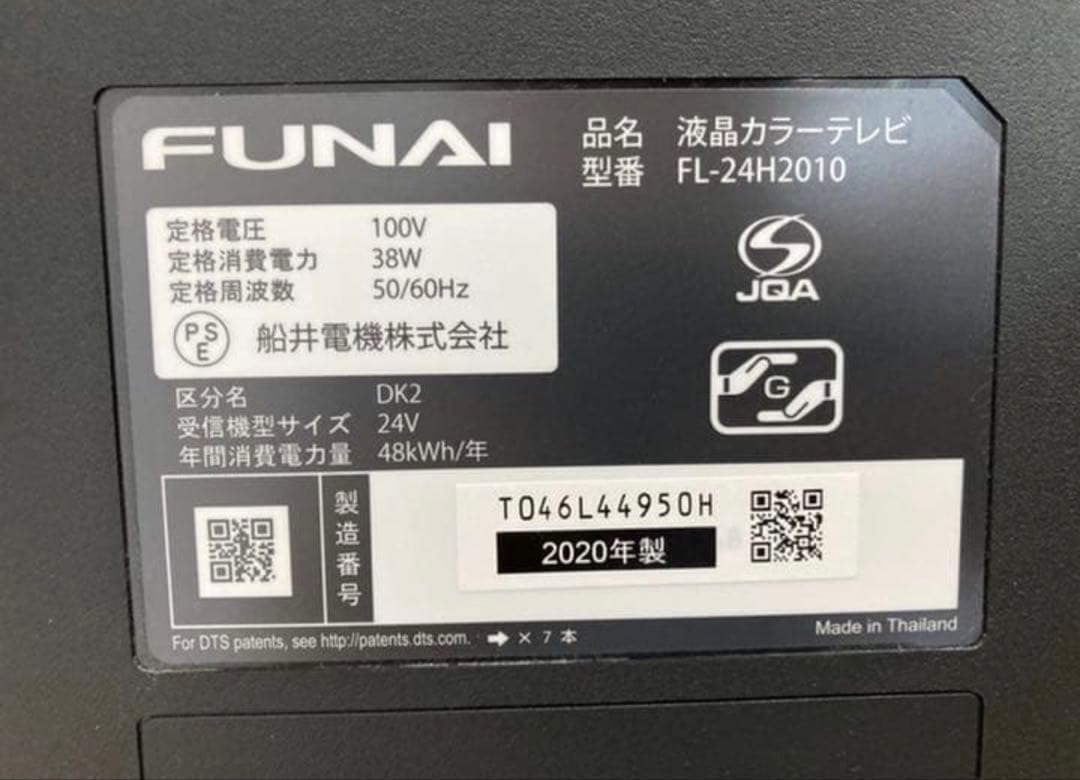 FUNAI
品名 液晶カラーテレビ
型番 FL-24H2010
定格電圧 100V
定格消費電力 38W
定格周波数 50/60Hz
PSE 船井電機株式会社
JQA
G
区分名 DK2
受信機型サイズ 24V
年間消費電力量 48kWh/年
製造番号
T046L44950H
2020年製
For DTS patents, see http://patents.dts.com. ➡ × 7 本
Made in Thailand